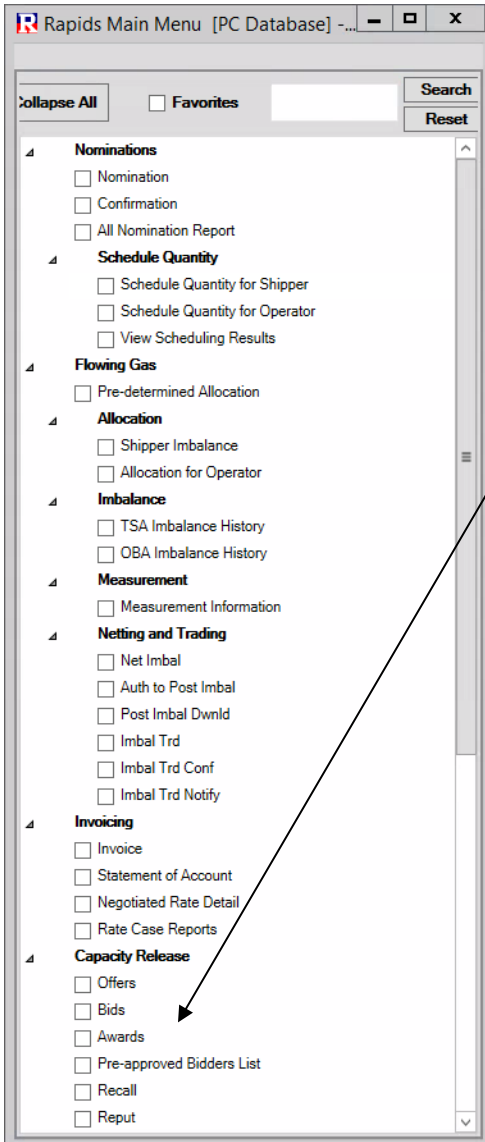 R Rapids Main Menu [PC Database] -... X
Collapse All Favorites Search
Reset
Nominations
Nomination
Confirmation
All Nomination Report
Schedule Quantity
Schedule Quantity for Shipper
Schedule Quantity for Operator
View Scheduling Results
Flowing Gas
Pre-determined Allocation
Allocation
Shipper Imbalance
Allocation for Operator
Imbalance
TSA Imbalance History
OBA Imbalance History
Measurement
Measurement Information
Netting and Trading
Net Imbal
Auth to Post Imbal
Post Imbal Dwnld
Imbal Trd
Imbal Trd Conf
Imbal Trd Notify
Invoicing
Invoice
Statement of Account
Negotiated Rate Detail
Rate Case Reports
Capacity Release
Offers
Bids
Awards
Pre-approved Bidders List
Recall
Reput